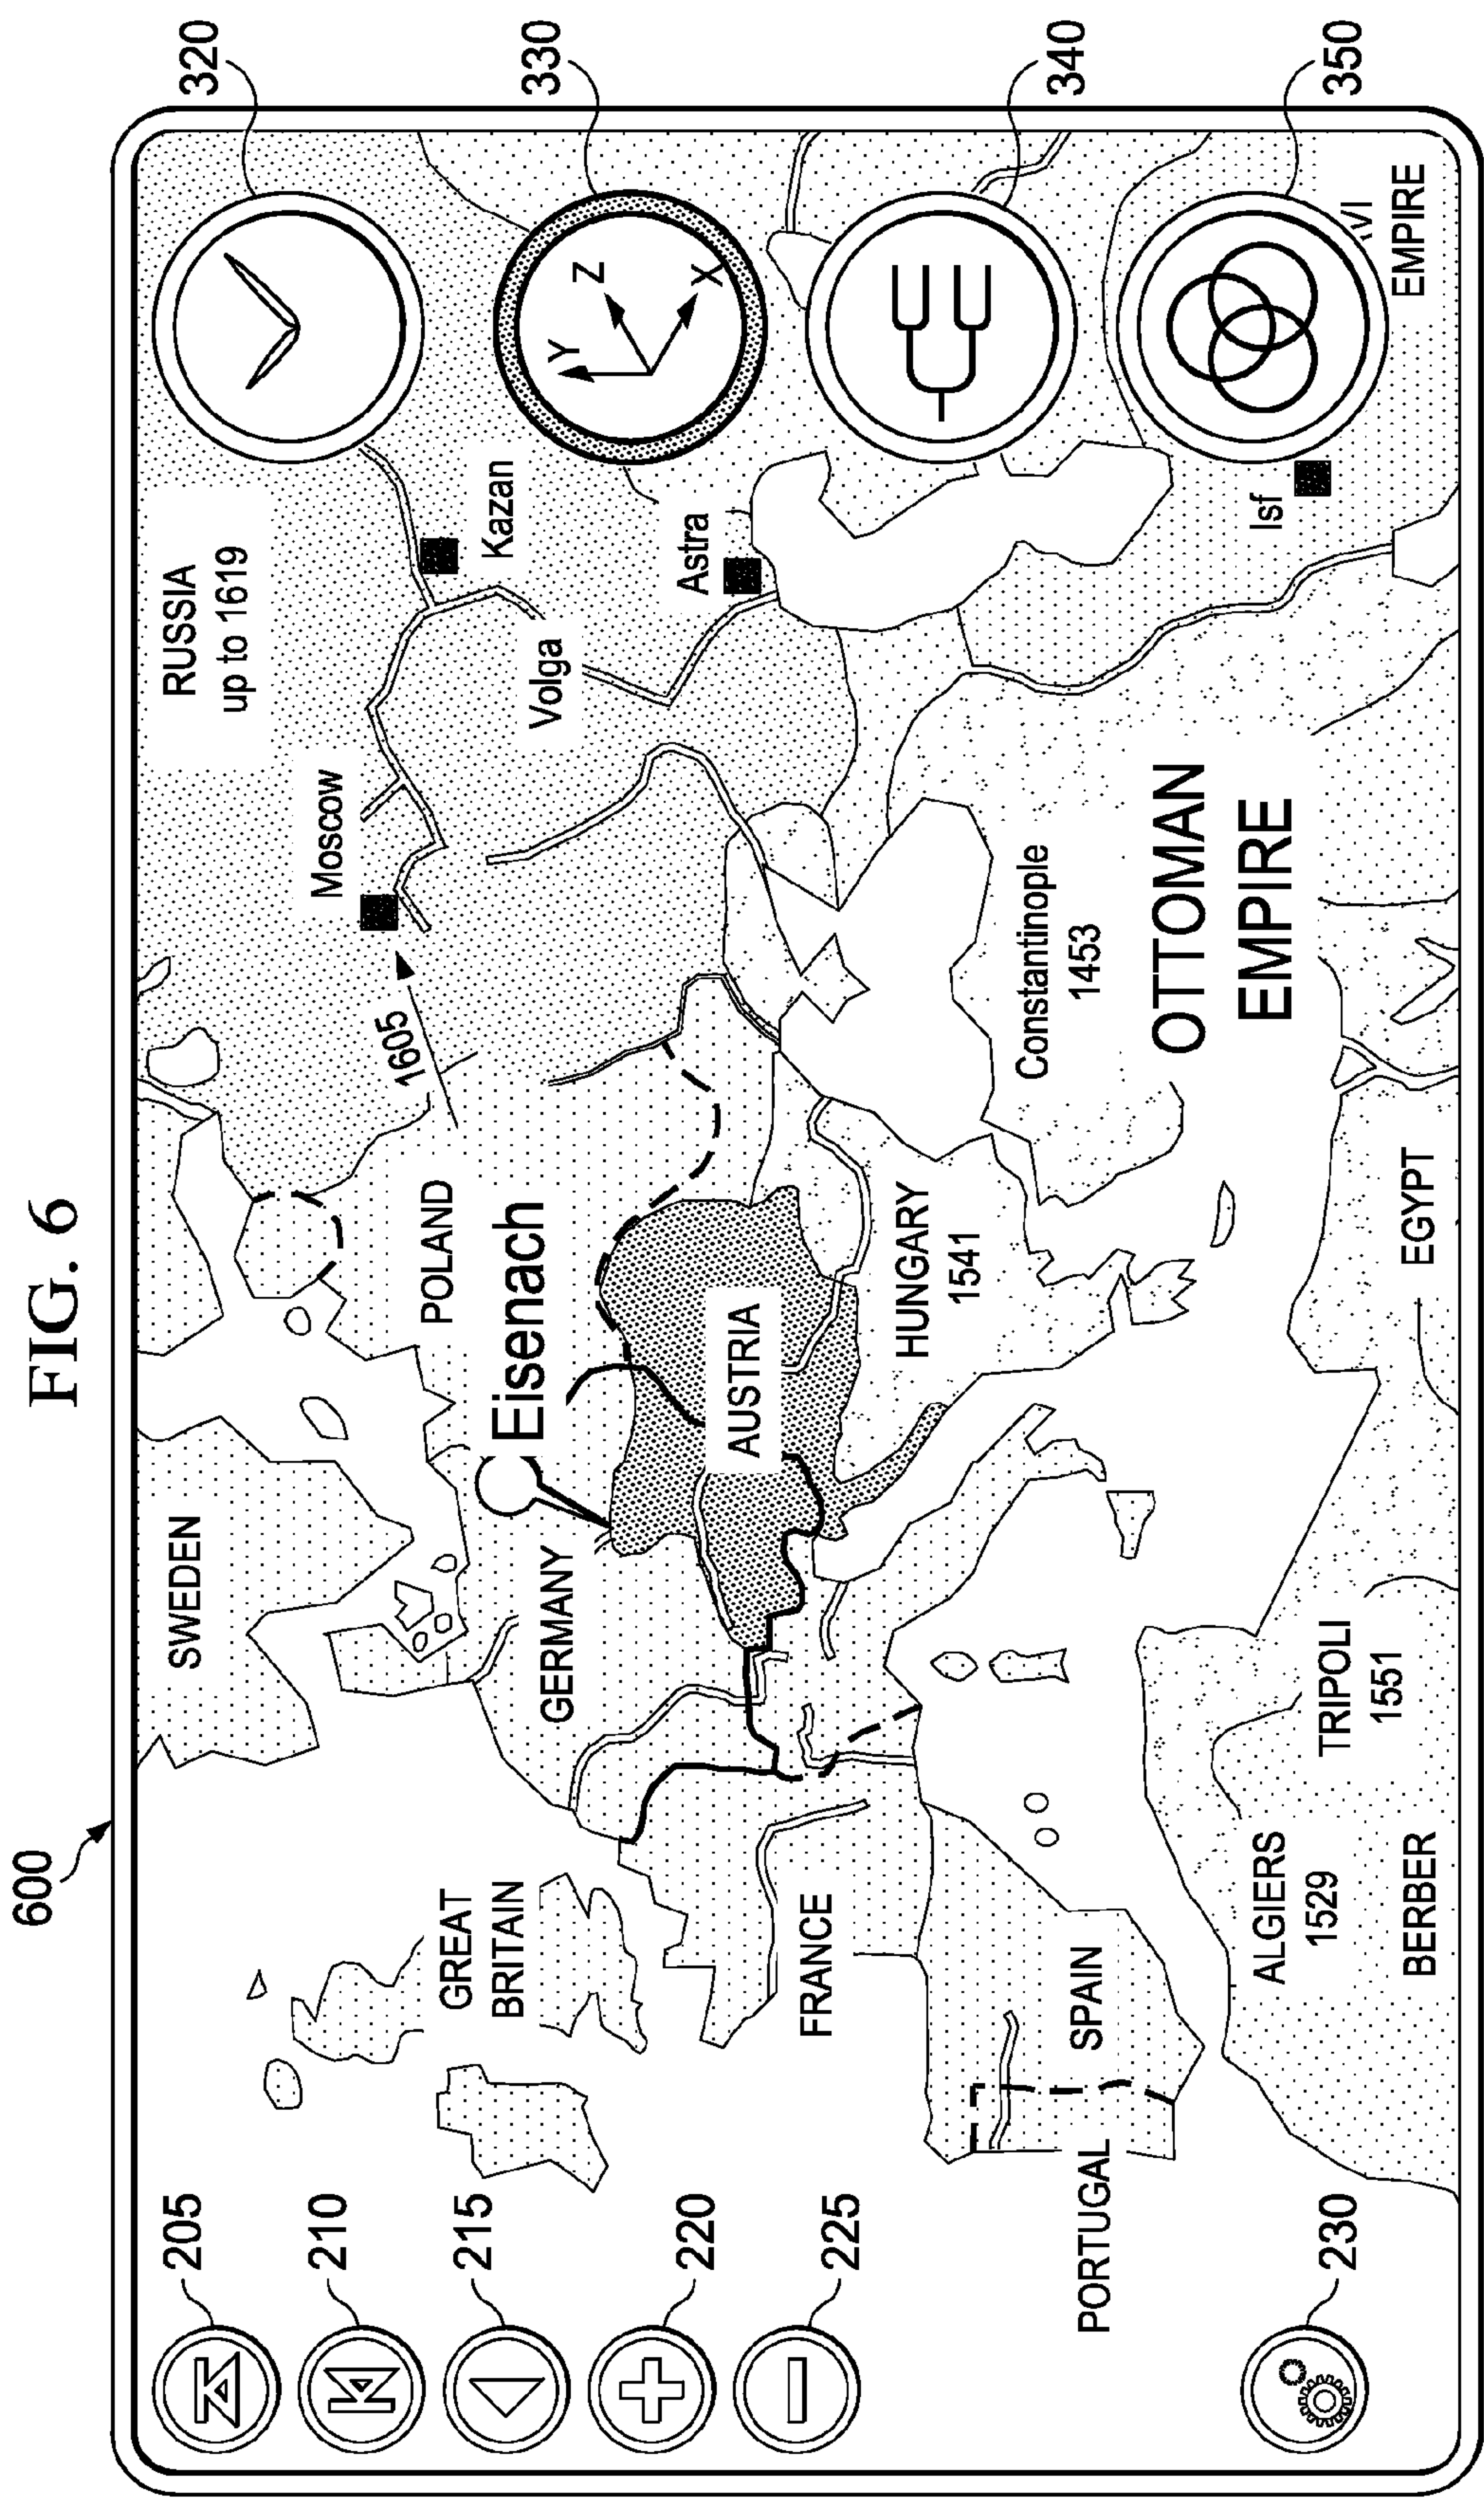 FIG. 6
600
205
210
215
220
225
230
320
330
340
350
Y
Z
X
SWEDEN
RUSSIA
up to 1619
Moscow
1605
Kazan
Volga
Astra
POLAND
Eisenach
GERMANY
GREAT
BRITAIN
AUSTRIA
FRANCE
HUNGARY
1541
Constantinople
1453
OTTOMAN
EMPIRE
Isf
VI
EMPIRE
SPAIN
PORTUGAL
ALGIERS
1529
TRIPOLI
1551
BERBER
EGYPT